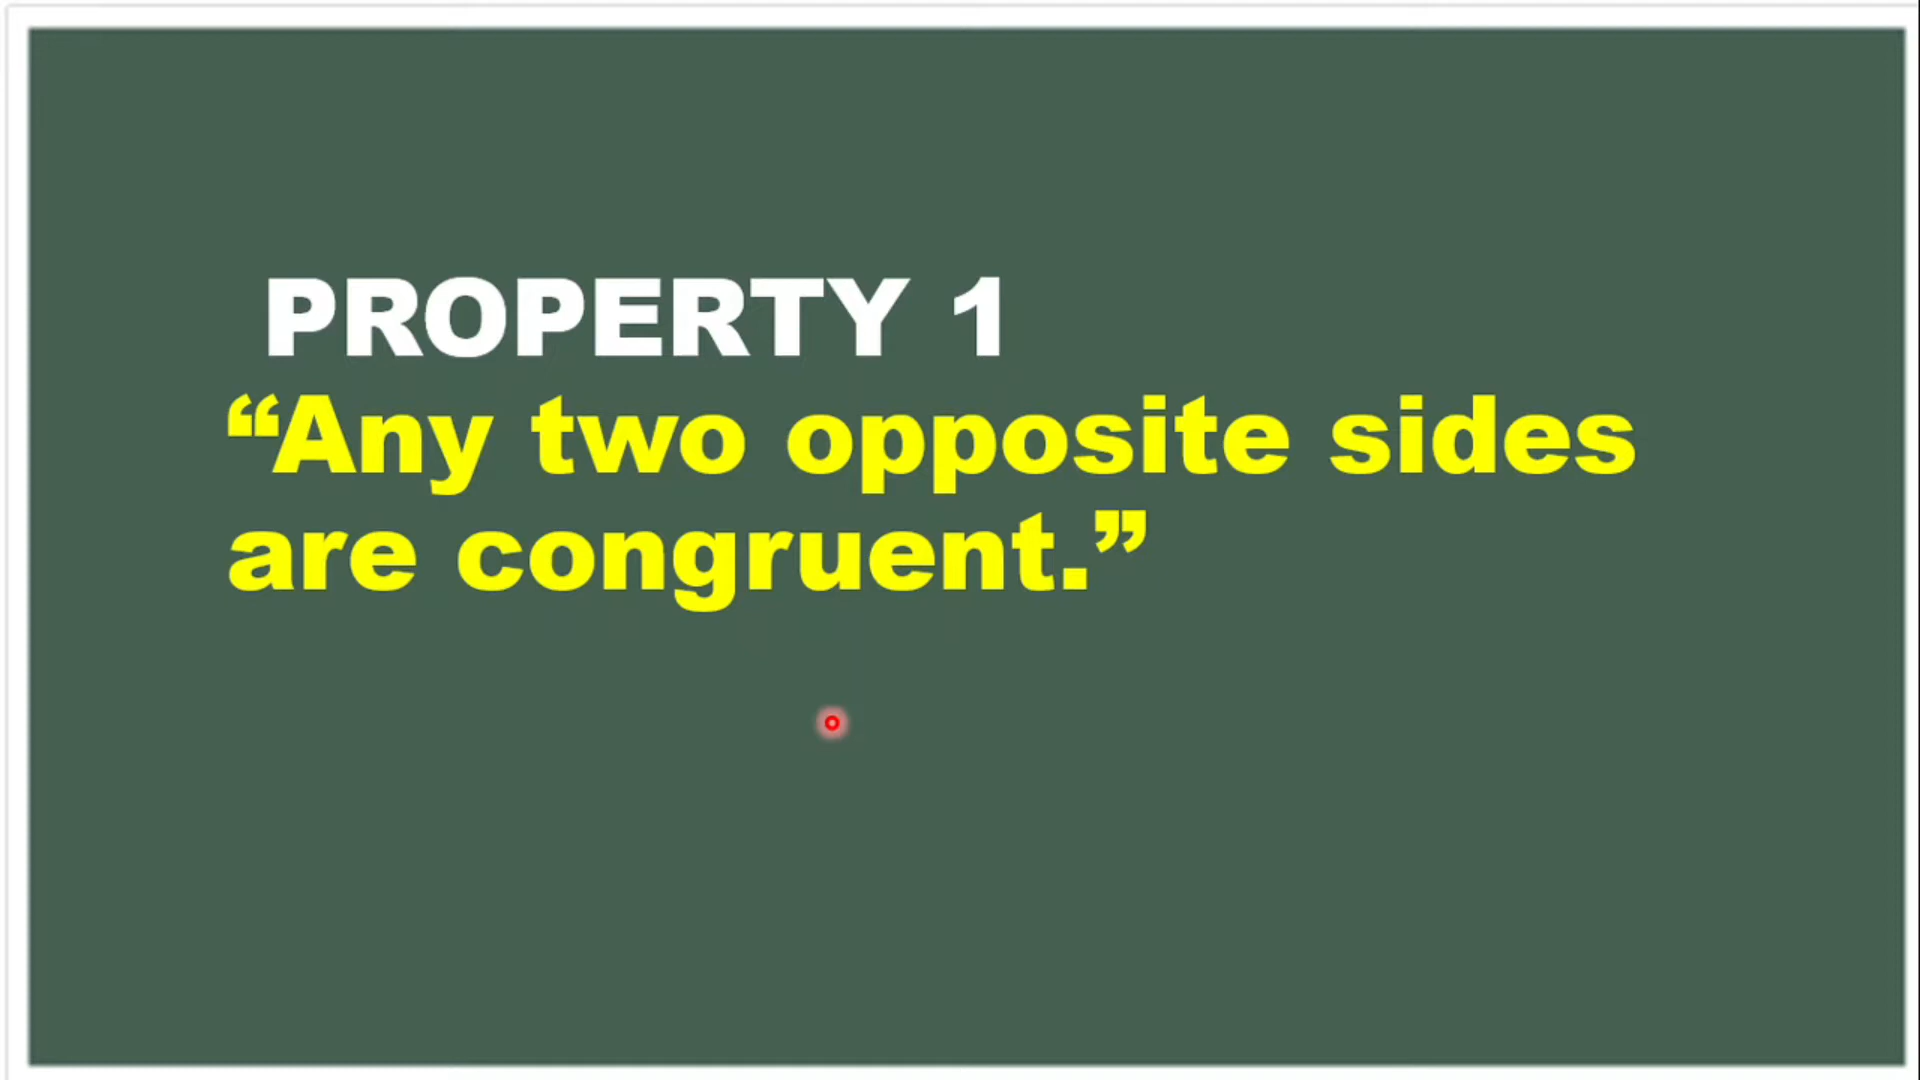 PROPERTY 1
“Any two opposite sides
are congruent.”